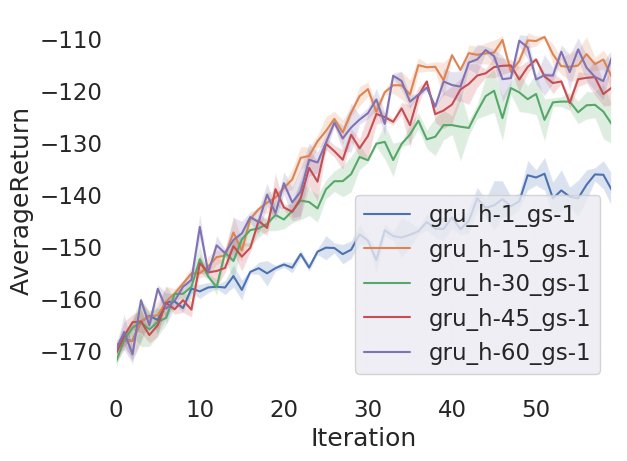 −110
−120
−130
−140
−150
−160
−170
AverageReturn
gru_h-1_gs-1
gru_h-15_gs-1
gru_h-30_gs-1
gru_h-45_gs-1
gru_h-60_gs-1
0 10 20 30 40 50
Iteration